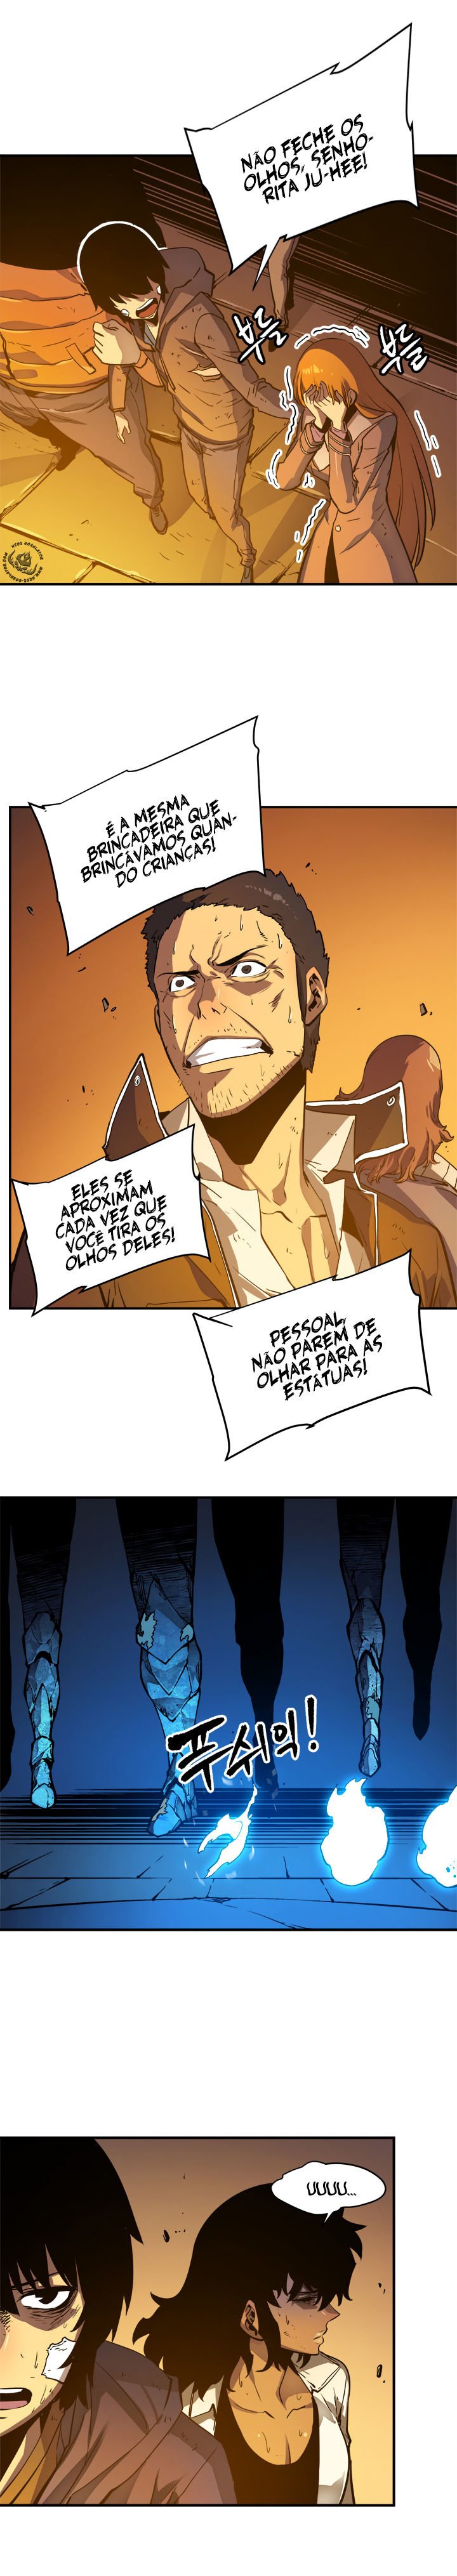 NÃO FECHE OS
OLHOS, SENHO-
RITA JU-HEE!
부들
부들
É A MESMA
BRINCADEIRA QUE
BRINCÁVAMOS QUAN-
DO CRIANÇAS!
ELES SE
APROXIMAM
CADA VEZ QUE
VOCÊ TIRA OS
OLHOS DELES!
PESSOAL,
NÃO PAREM DE
OLHAR PARA AS
ESTÁTUAS!
푸쉬익!
UUUU...